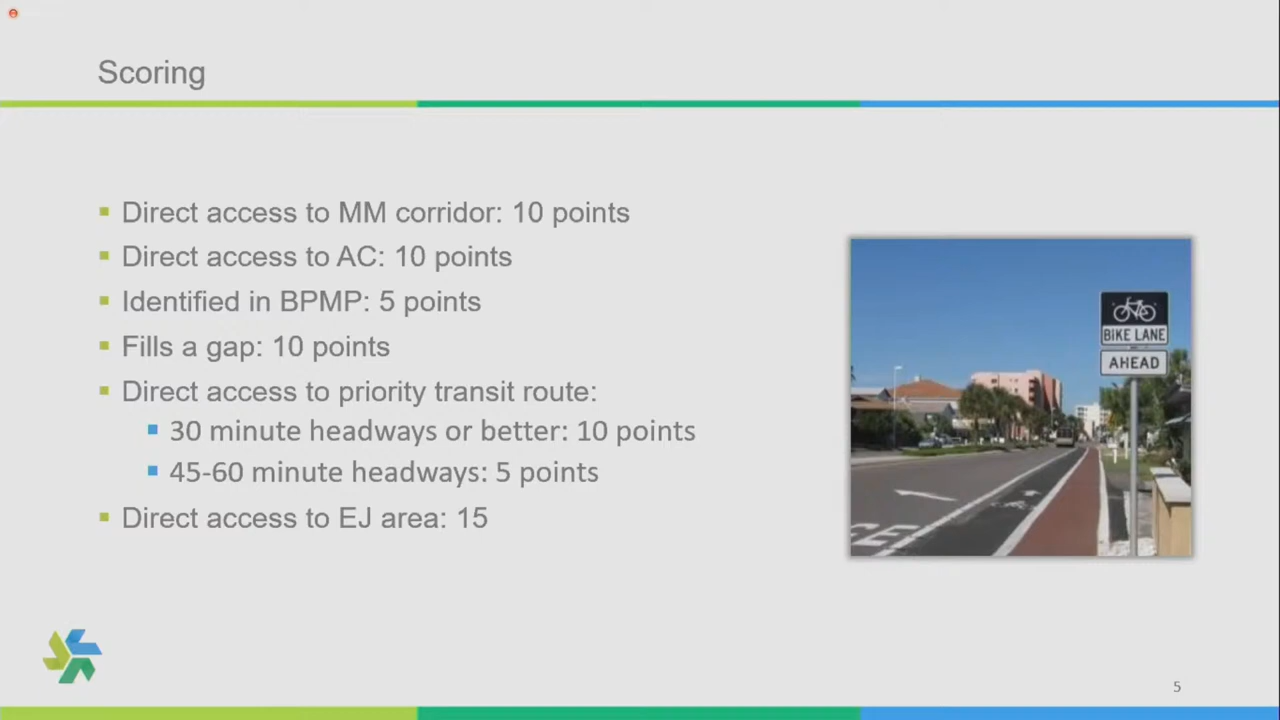 Scoring
Direct access to MM corridor: 10 points
Direct access to AC: 10 points
Identified in BPMP: 5 points
Fills a gap: 10 points
Direct access to priority transit route:
30 minute headways or better: 10 points
45-60 minute headways: 5 points
Direct access to EJ area: 15
BIKE LANE
AHEAD
5